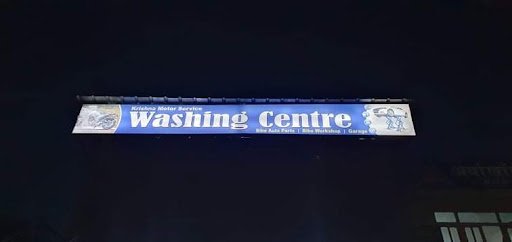 Krishna Motor Service
Washing Centre
Bike Auto Parts | Bike Workshop | Garage